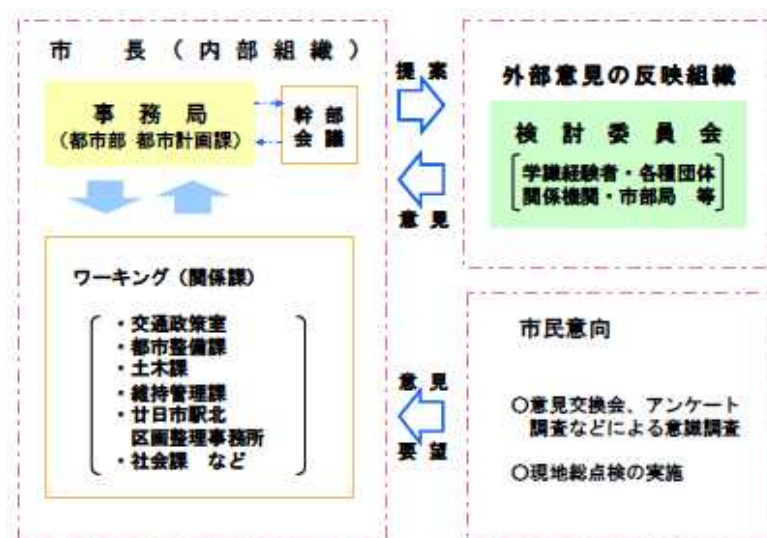 市 長（内部組織）
事務局
（都市部 都市計画課）
幹部
会議
ワーキング（関係課）
・交通政策室
・都市整備課
・土木課
・維持管理課
・廿日市駅北
区画整理事務所
・社会課 など
提案
意見
意見
要望
外部意見の反映組織
検討委員会
学識経験者・各種団体
関係機関・市部局 等
市民意向
○意見交換会、アンケート
調査などによる意識調査
○現地総点検の実施